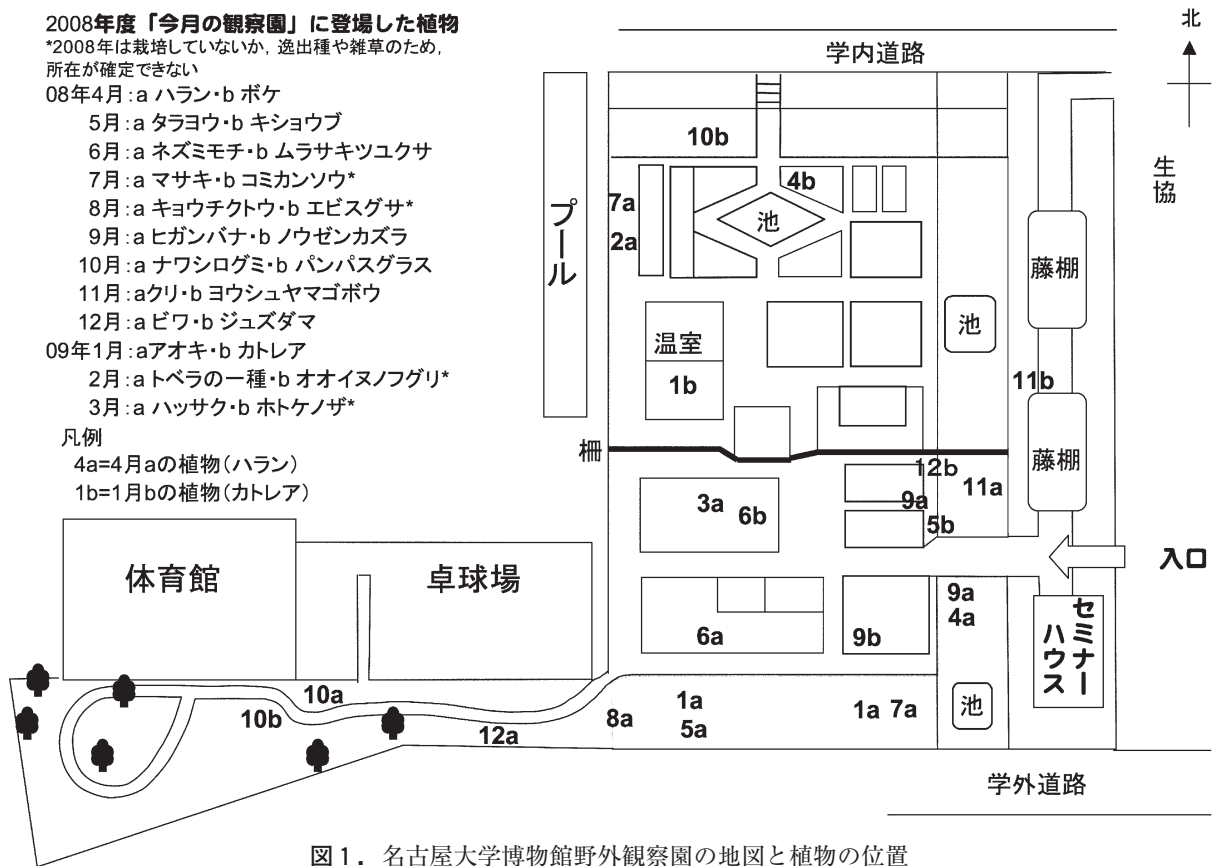 2008年度「今月の観察園」に登場した植物
*2008年は栽培していないか，逸出種や雑草のため，
所在が確定できない
08年4月：a ハラン・b ボケ
5月：a タラヨウ・b キショウブ
6月：a ネズミモチ・b ムラサキツユクサ
7月：a マサキ・b コミカンソウ*
8月：a キョウチクトウ・b エビスグサ*
9月：a ヒガンバナ・b ノウゼンカズラ
10月：a ナワシログミ・b パンパスグラス
11月：aクリ・b ヨウシュヤマゴボウ
12月：a ビワ・b ジュズダマ
09年1月：aアオキ・b カトレア
2月：a トベラの一種・b オオイヌノフグリ*
3月：a ハッサク・b ホトケノザ*
凡例
4a=4月aの植物（ハラン）
1b=1月bの植物（カトレア）
北
学内道路
生協
プール
10b
4b
7a
2a
池
藤棚
池
温室
1b
11b
柵
藤棚
12b
11a
3a
6b
9a
5b
入口
体育館
卓球場
9a
4a
6a
9b
セミナー
ハウス
10a
10b
12a
8a
1a
5a
1a 7a
池
学外道路
図1．名古屋大学博物館野外観察園の地図と植物の位置